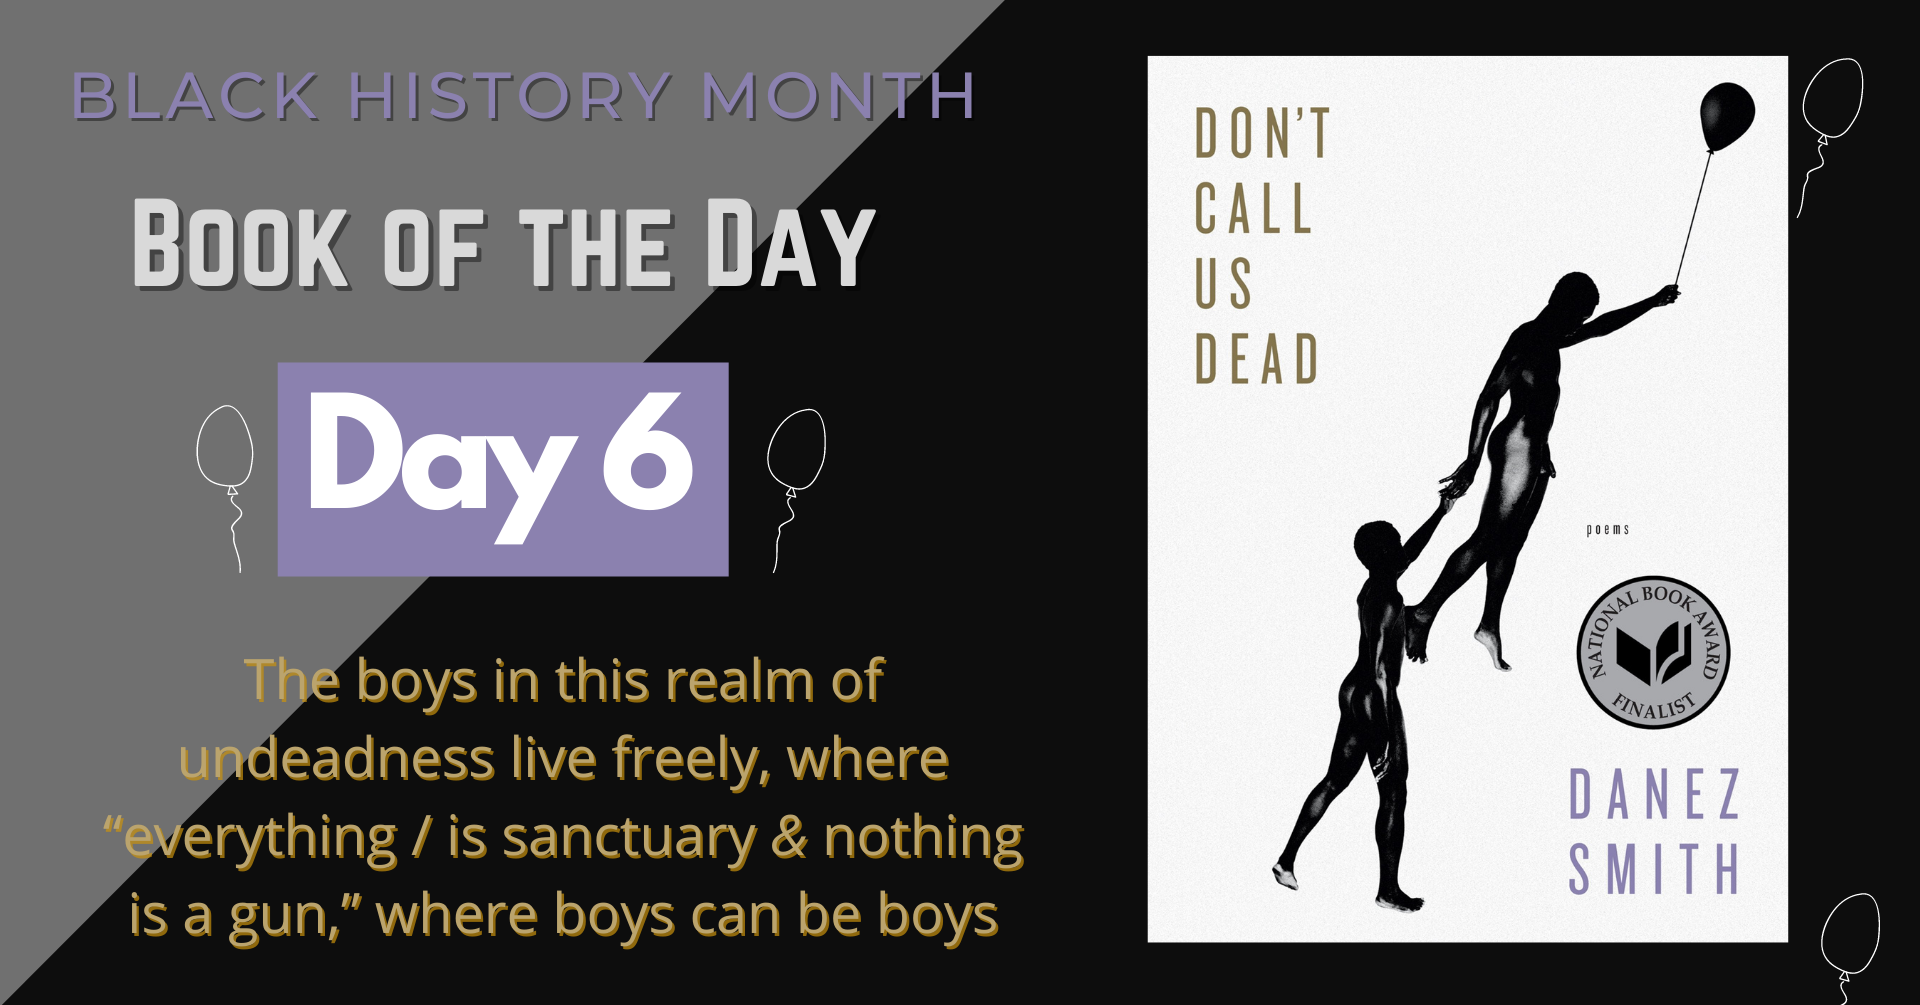 BLACK HISTORY MONTH
BOOK OF THE DAY
Day 6
The boys in this realm of
undeadness live freely, where
“everything / is sanctuary & nothing
is a gun,” where boys can be boys
DON’T
CALL
US
DEAD
poems
NATIONAL BOOK AWARD
FINALIST
DANEZ
SMITH